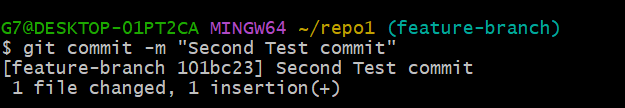 G7@DESKTOP-01PT2CA MINGW64 ~/repo1 (feature-branch)
$ git commit -m "Second Test commit"
[feature-branch 101bc23] Second Test commit
 1 file changed, 1 insertion(+)